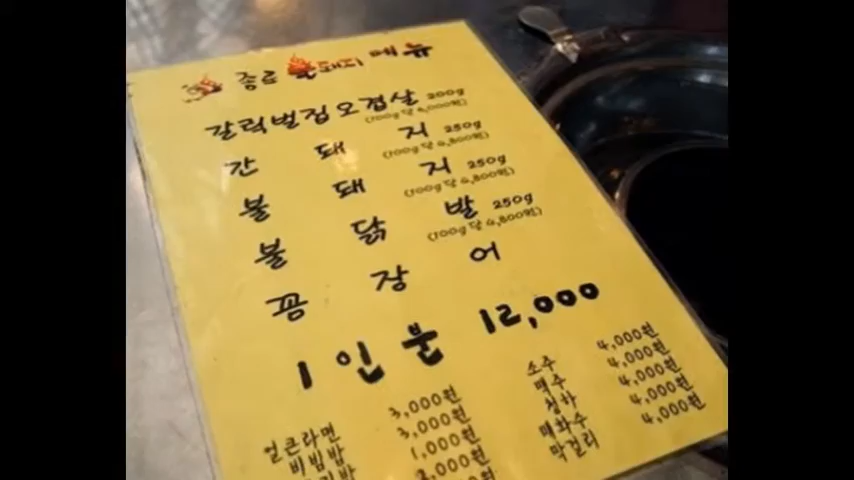 종로 불돼지 메뉴
갈릭벌집오겹살 200g
(100g 당 6,000원)
간 돼 지 250g
(100g 당 4,800원)
불 돼 지 250g
(100g 당 4,800원)
불 닭 발 250g
(100g 당 4,800원)
꼼 장 어
1인분 12,000
얼큰라면 3,000원
비빔밥 3,000원
1,000원
,000원
소주 4,000원
맥주 4,000원
청하 4,000원
매화수 4,000원
막걸리 4,000원